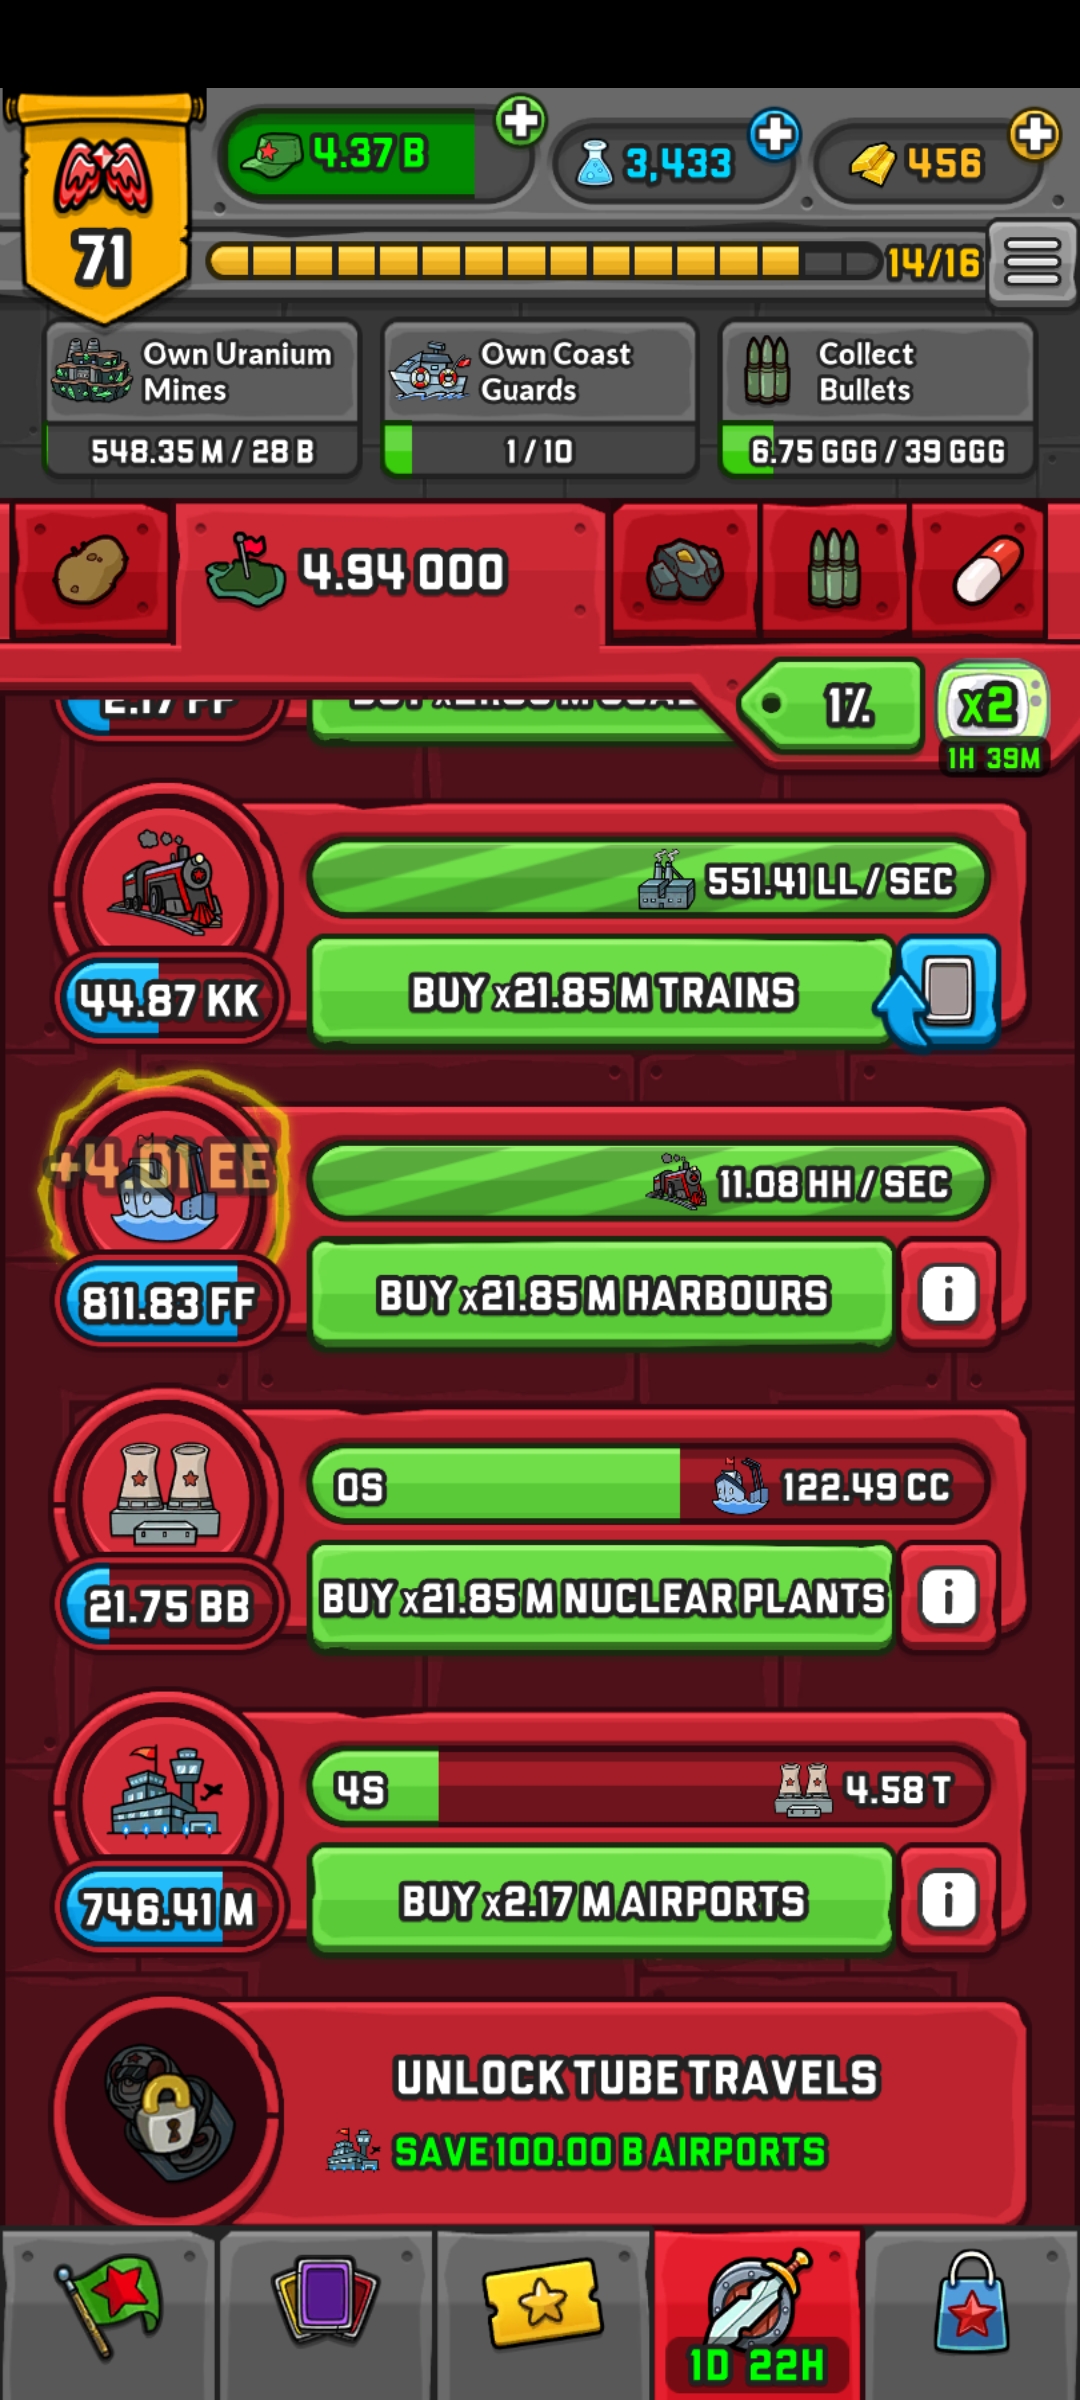 71
4.37 B
3,433
456
14/16
Own Uranium
Mines
548.35 M / 28 B
Own Coast
Guards
1 / 10
Collect
Bullets
6.75 GGG / 39 GGG
4.94 000
1%
x2
1H 39M
551.41 LL / SEC
44.87 KK
BUY x21.85 M TRAINS
+4.01 EE
11.08 HH / SEC
811.83 FF
BUY x21.85 M HARBOURS
0S
122.49 CC
21.75 BB
BUY x21.85 M NUCLEAR PLANTS
4S
4.58 T
746.41 M
BUY x2.17 M AIRPORTS
UNLOCK TUBE TRAVELS
SAVE 100.00 B AIRPORTS
1D 22H